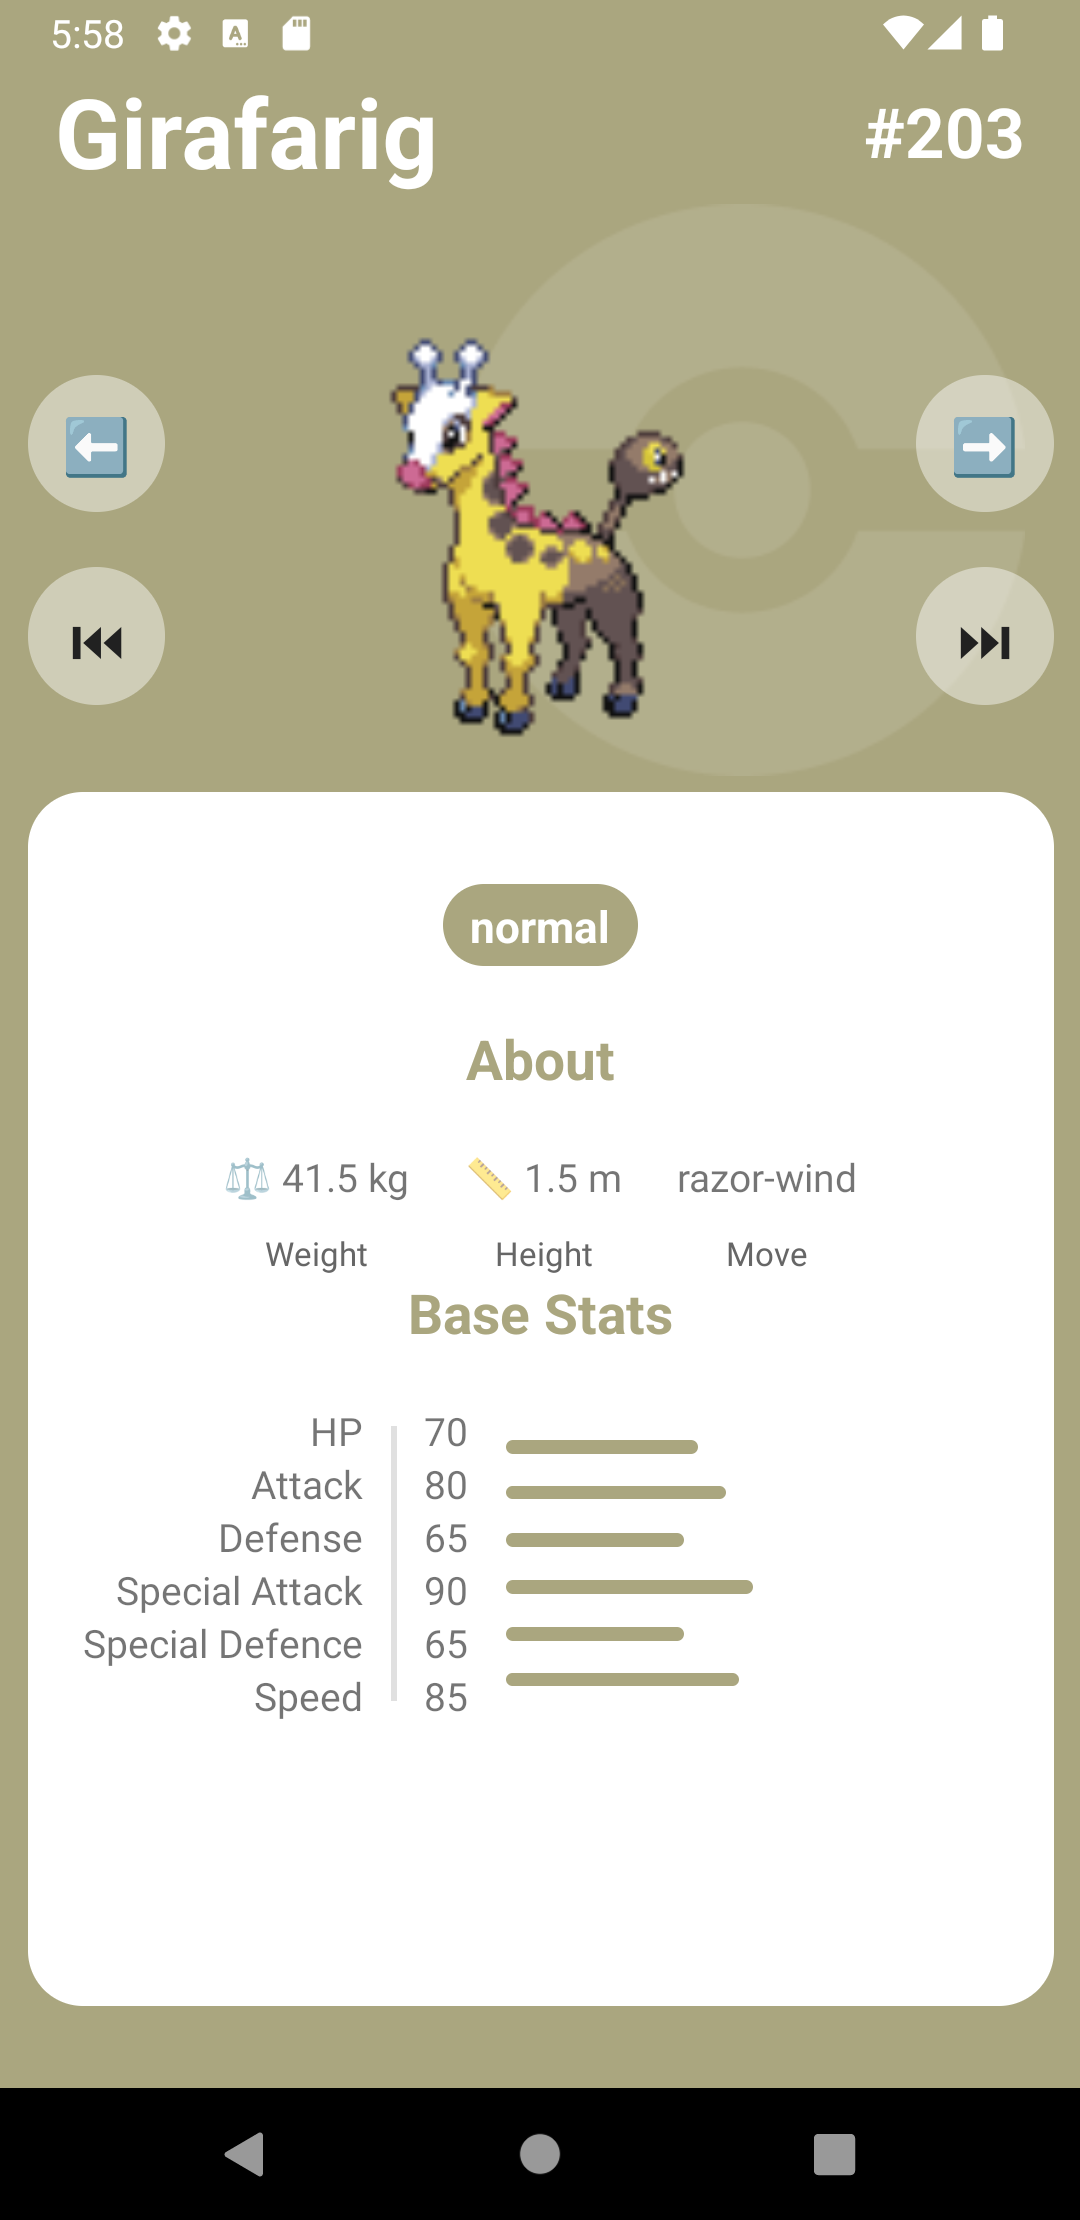 5:58
Girafarig
#203
normal
About
41.5 kg
1.5 m
razor-wind
Weight
Height
Move
Base Stats
HP 70
Attack 80
Defense 65
Special Attack 90
Special Defence 65
Speed 85